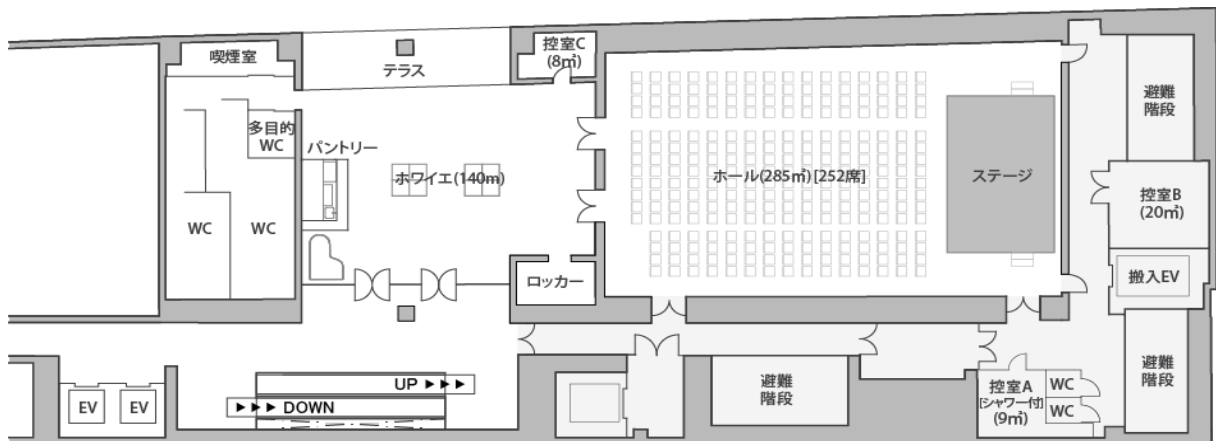 喫煙室
テラス
控室C
(8㎡)
避難
階段
多目的
WC
パントリー
ホワイエ(140m)
ホール(285㎡)[252席]
ステージ
控室B
(20㎡)
WC
WC
ロッカー
搬入EV
UP ▶▶▶
▶▶▶ DOWN
EV
EV
避難
階段
控室A
[シャワー付]
(9㎡)
WC
WC
避難
階段